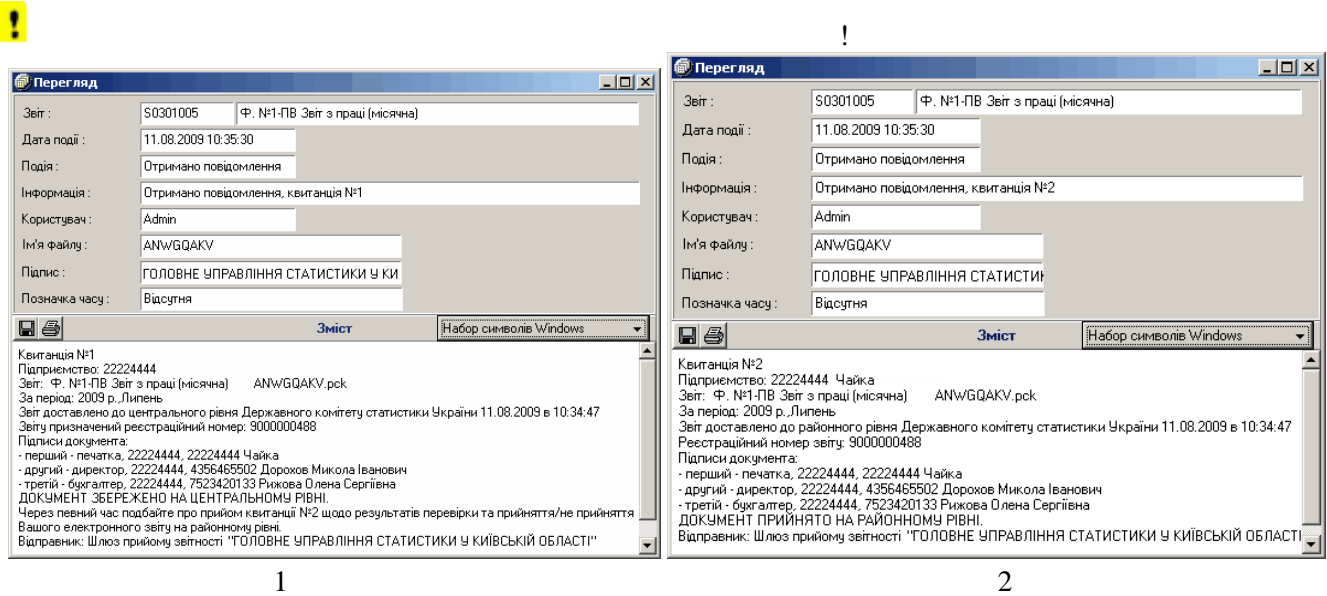 !
!
Перегляд
Звіт : S0301005 Ф. №1-ПВ Звіт з праці (місячна)
Дата події : 11.08.2009 10:35:30
Подія : Отримано повідомлення
Інформація : Отримано повідомлення, квитанція №1
Користувач : Admin
Ім'я файлу : ANWGQAKV
Підпис : ГОЛОВНЕ УПРАВЛІННЯ СТАТИСТИКИ У КИ
Позначка часу : Відсутня
Зміст Набор символів Windows
Квитанція №1
Підприємство: 22224444
Звіт: Ф. №1-ПВ Звіт з праці (місячна) ANWGQAKV.pck
За період: 2009 р.,Липень
Звіт доставлено до центрального рівня Державного комітету статистики України 11.08.2009 в 10:34:47
Звіту призначений реєстраційний номер: 9000000488
Підписи документа:
- перший - печатка, 22224444, 22224444 Чайка
- другий - директор, 22224444, 4356465502 Дорохов Микола Іванович
- третій - бухгалтер, 22224444, 7523420133 Рижова Олена Сергіївна
ДОКУМЕНТ ЗБЕРЕЖЕНО НА ЦЕНТРАЛЬНОМУ РІВНІ.
Через певний час подбайте про прийом квитанції №2 щодо результатів перевірки та прийняття/не прийняття
Вашого електронного звіту на районному рівні.
Відправник: Шлюз прийому звітності ''ГОЛОВНЕ УПРАВЛІННЯ СТАТИСТИКИ У КИЇВСЬКІЙ ОБЛАСТІ''
1
Перегляд
Звіт : S0301005 Ф. №1-ПВ Звіт з праці (місячна)
Дата події : 11.08.2009 10:35:30
Подія : Отримано повідомлення
Інформація : Отримано повідомлення, квитанція №2
Користувач : Admin
Ім'я файлу : ANWGQAKV
Підпис : ГОЛОВНЕ УПРАВЛІННЯ СТАТИСТИК
Позначка часу : Відсутня
Зміст Набор символів Windows
Квитанція №2
Підприємство: 22224444 Чайка
Звіт: Ф. №1-ПВ Звіт з праці (місячна) ANWGQAKV.pck
За період: 2009 р.,Липень
Звіт доставлено до районного рівня Державного комітету статистики України 11.08.2009 в 10:34:47
Реєстраційний номер звіту: 9000000488
Підписи документа:
- перший - печатка, 22224444, 22224444 Чайка
- другий - директор, 22224444, 4356465502 Дорохов Микола Іванович
- третій - бухгалтер, 22224444, 7523420133 Рижова Олена Сергіївна
ДОКУМЕНТ ПРИЙНЯТО НА РАЙОННОМУ РІВНІ.
Відправник: Шлюз прийому звітності ''ГОЛОВНЕ УПРАВЛІННЯ СТАТИСТИКИ У КИЇВСЬКІЙ ОБЛАСТІ
2